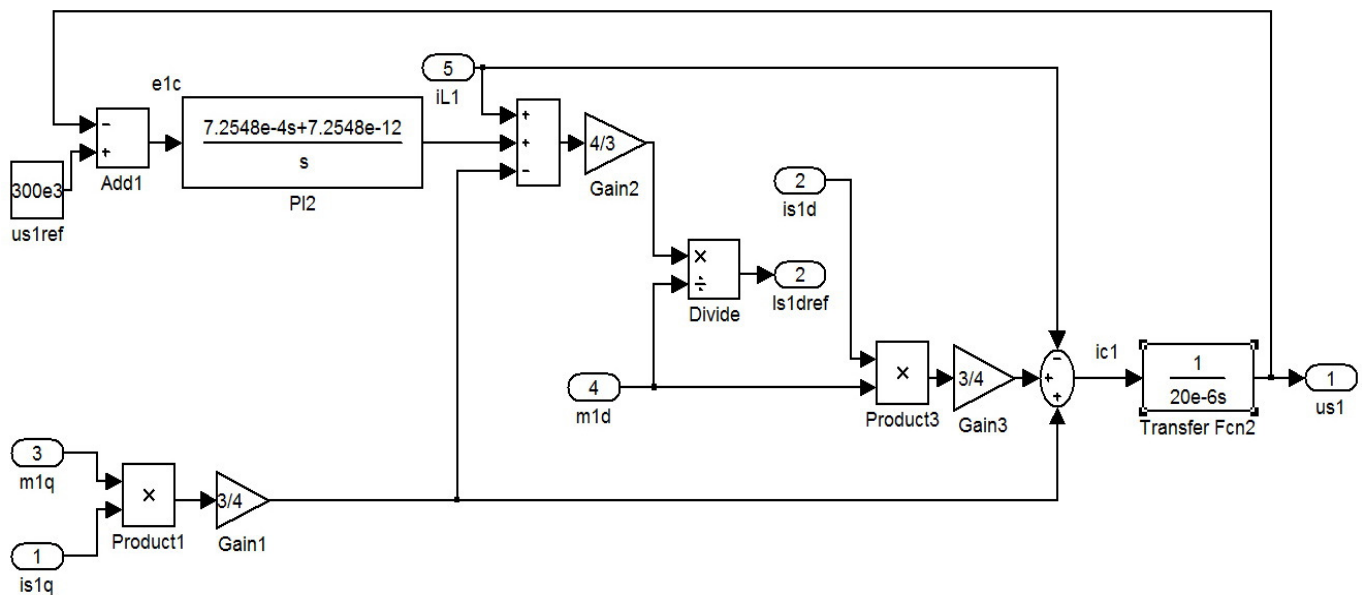 e1c
5
iL1
-
+
Add1
7.2548e-4s+7.2548e-12
s
PI2
300e3
us1ref
+
+
-
4/3
Gain2
2
is1d
×
÷
Divide
2
Is1dref
4
m1d
×
Product3
3/4
Gain3
-
+
+
ic1
1
20e-6s
Transfer Fcn2
1
us1
3
m1q
×
Product1
3/4
Gain1
1
is1q